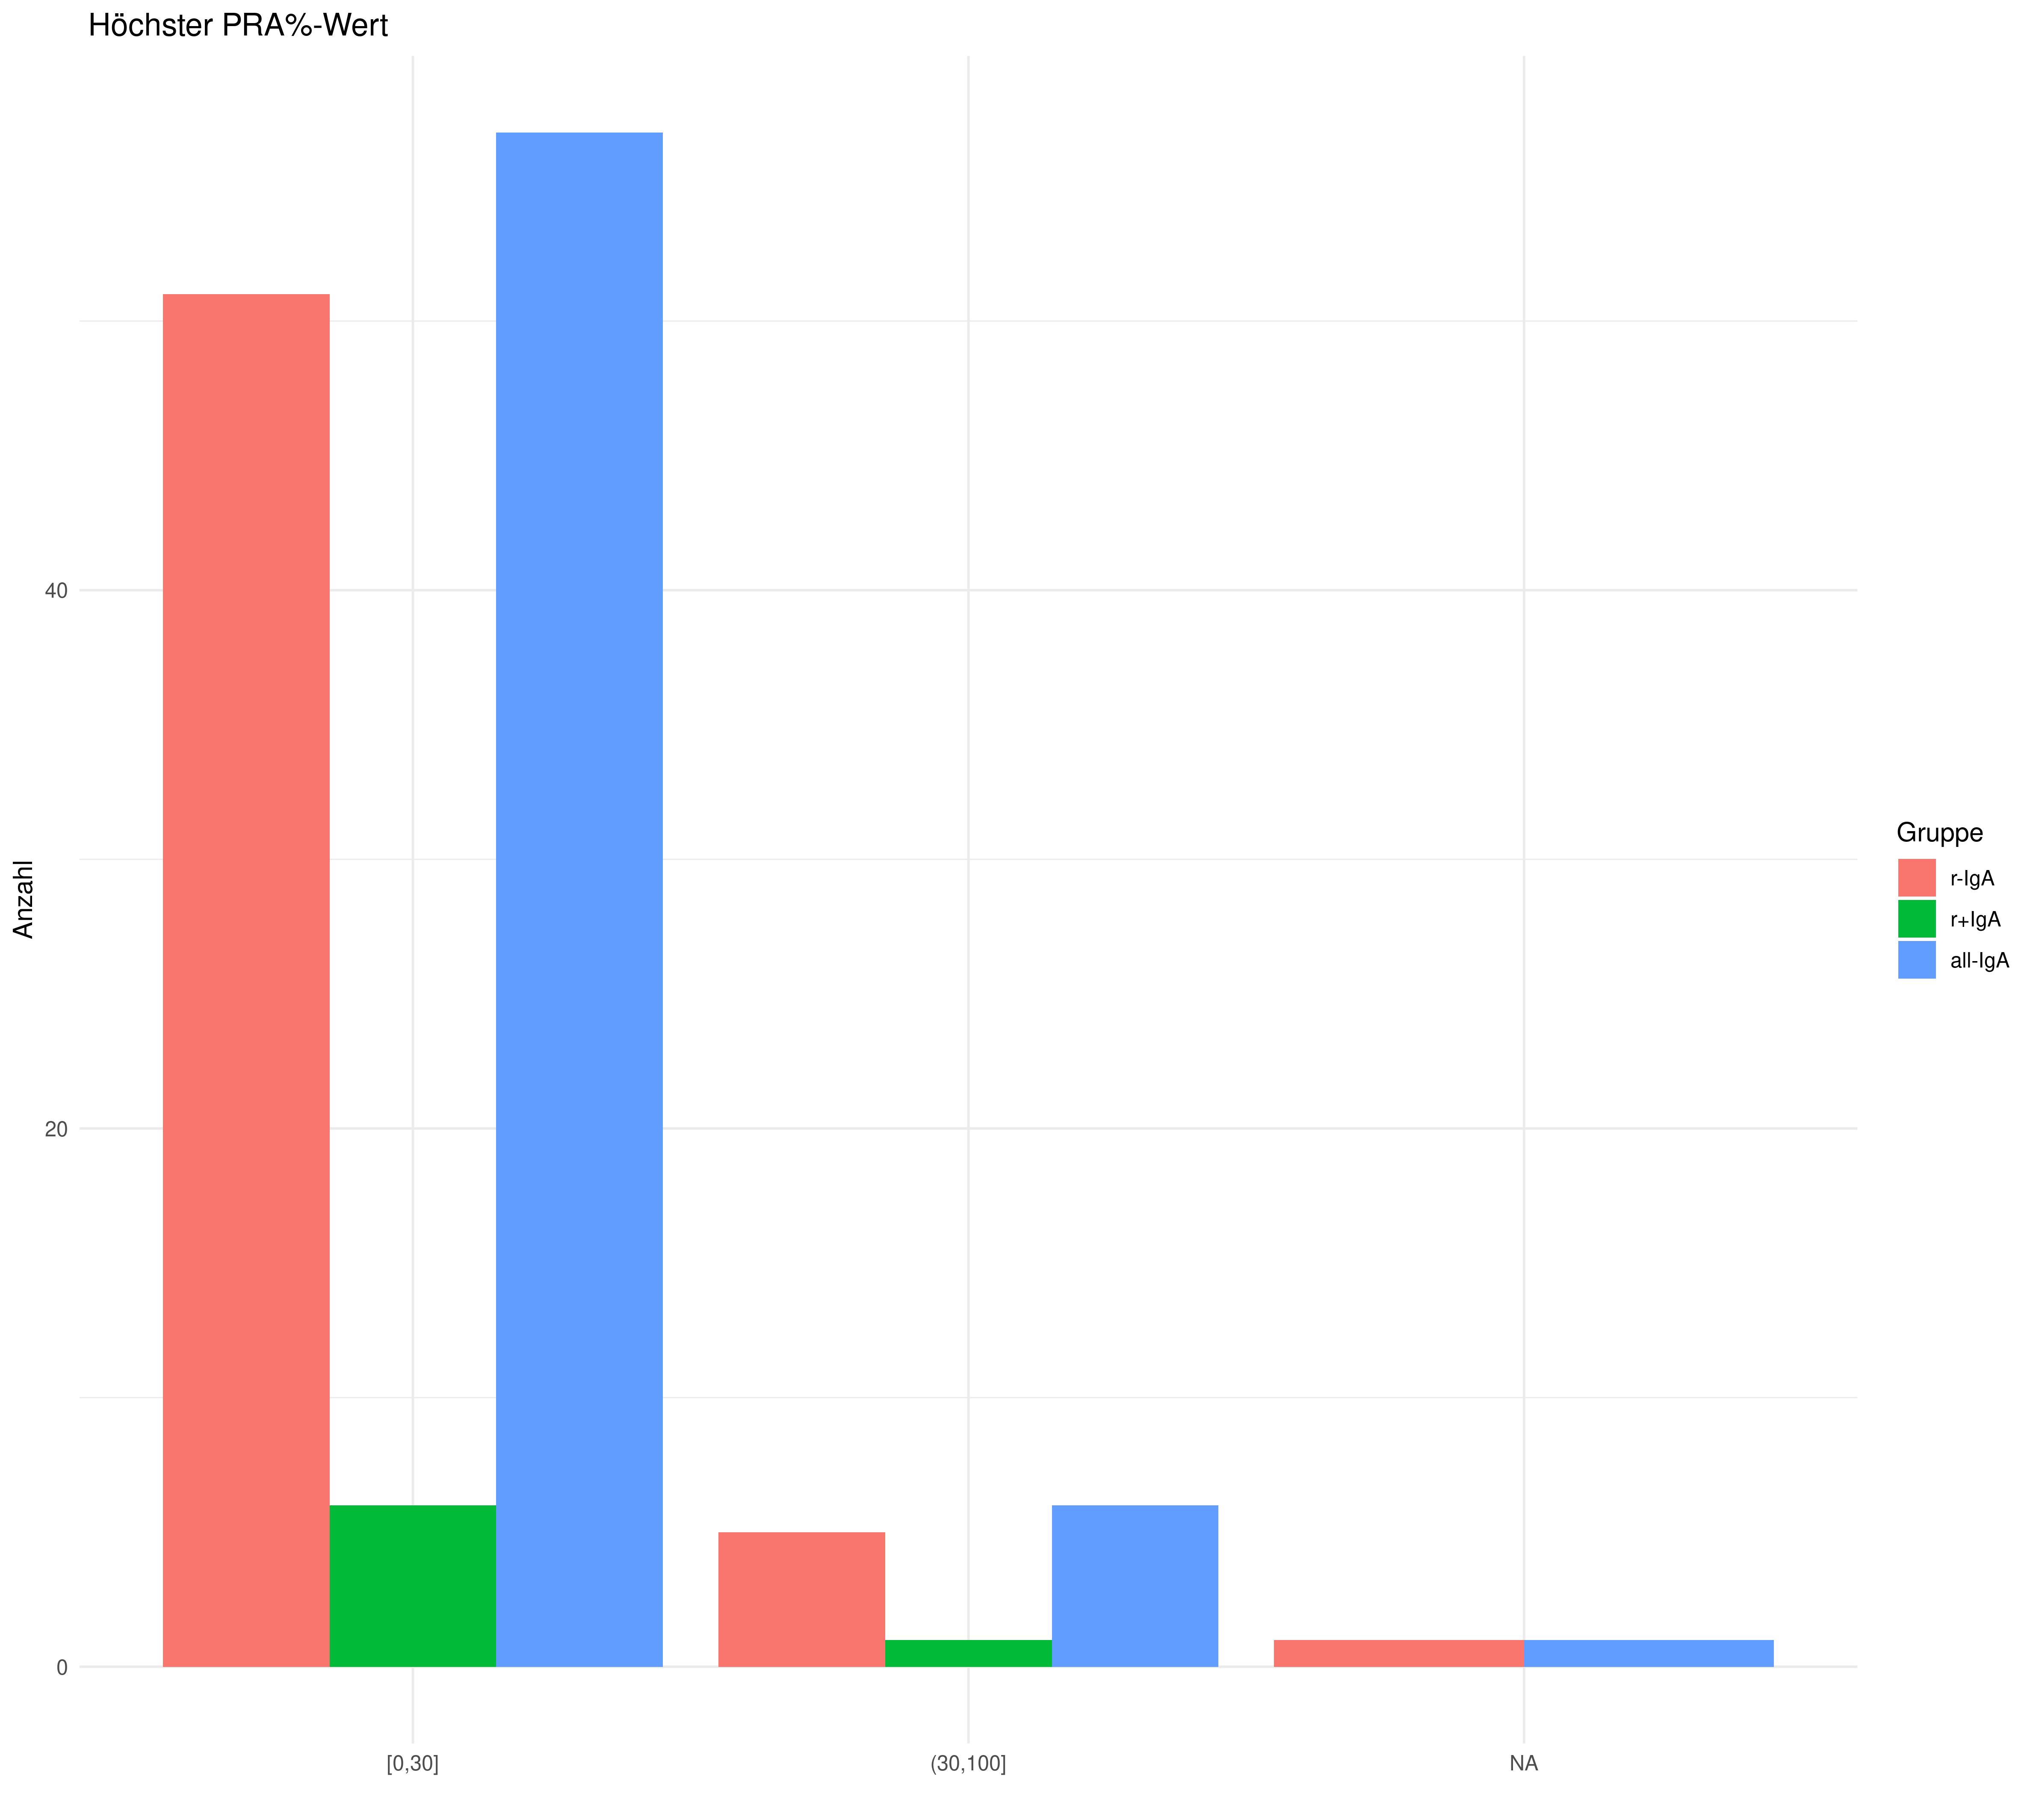 Höchster PRA%-Wert
Anzahl
40
20
0
[0,30]
(30,100]
NA
Gruppe
r-IgA
r+IgA
all-IgA